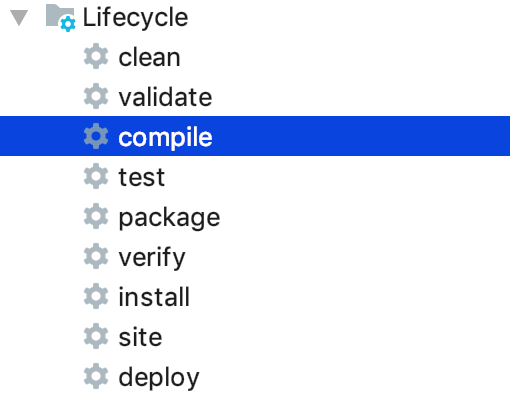 Lifecycle
clean
validate
compile
test
package
verify
install
site
deploy